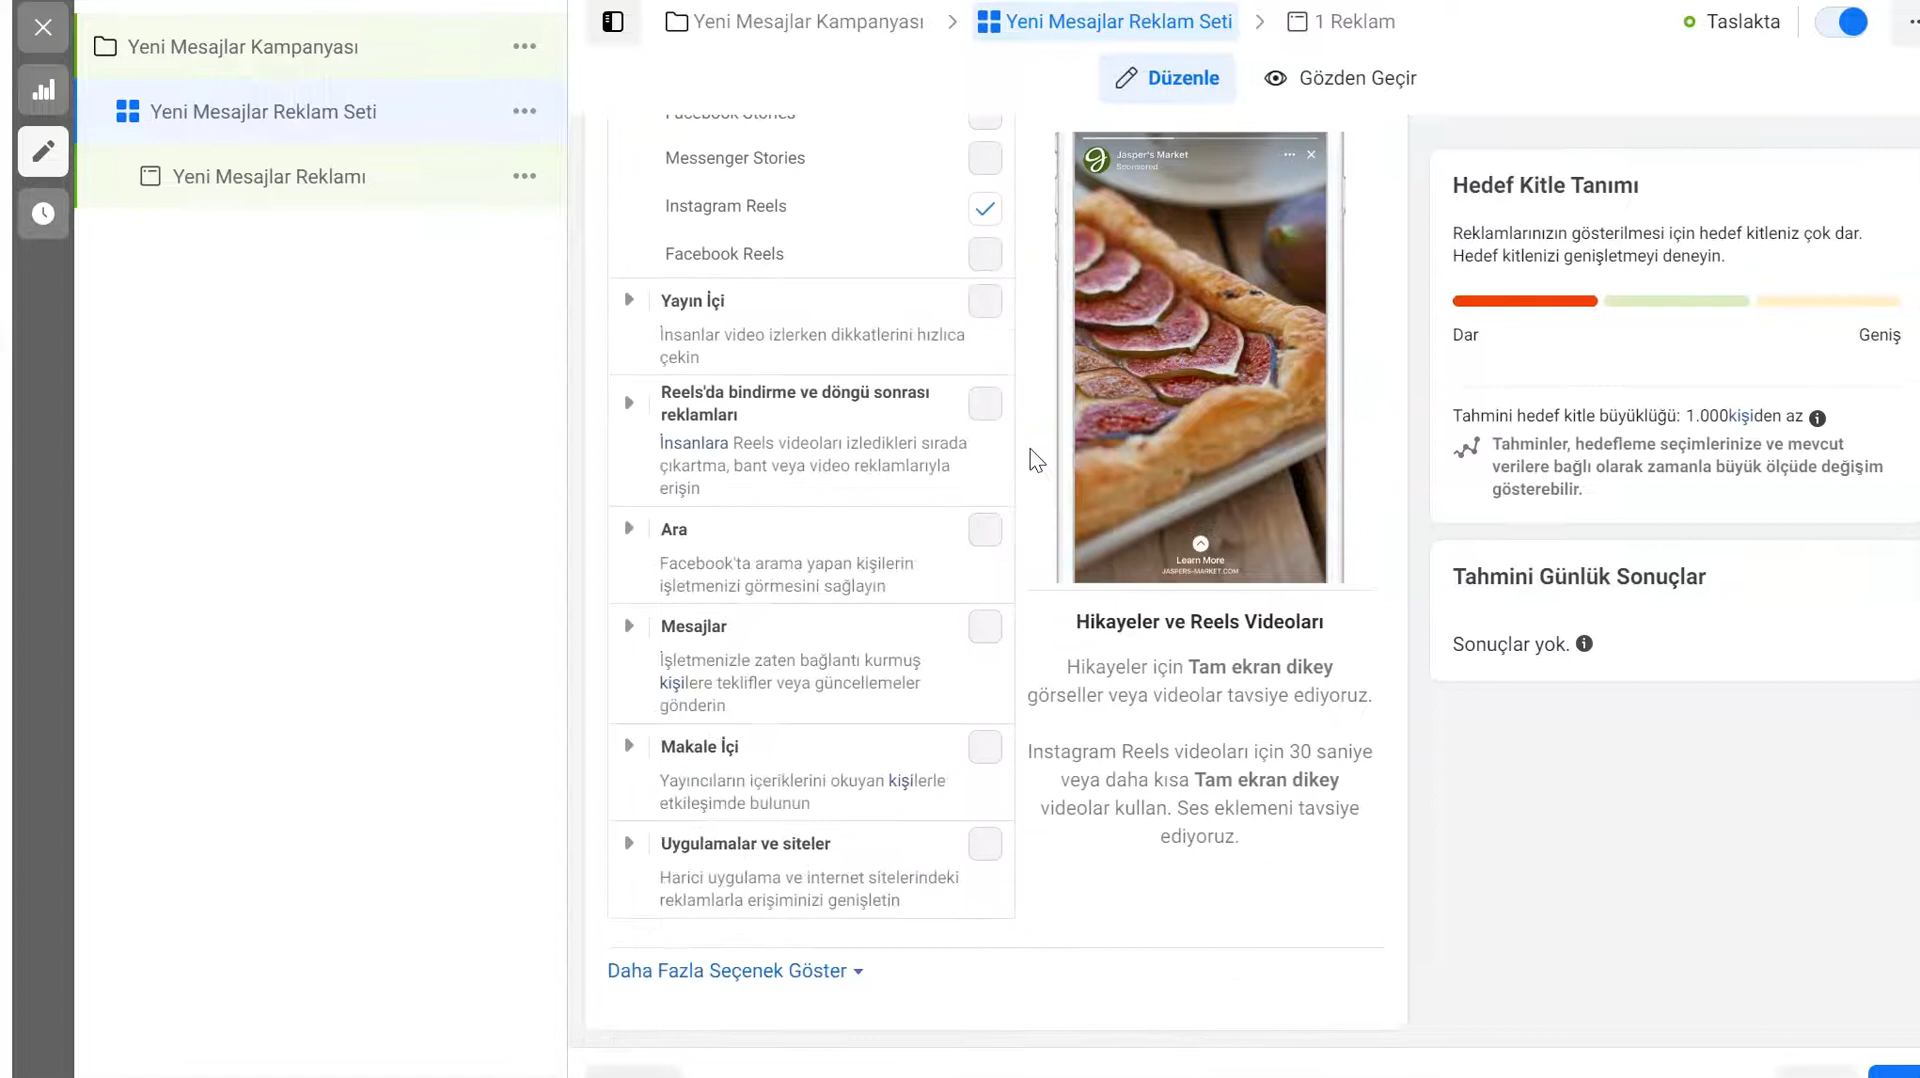 Yeni Mesajlar Kampanyası
Yeni Mesajlar Reklam Seti
Yeni Mesajlar Reklamı
Yeni Mesajlar Kampanyası
Yeni Mesajlar Reklam Seti
1 Reklam
Taslakta
Düzenle
Gözden Geçir
Facebook Stories
Messenger Stories
Instagram Reels
Facebook Reels
Yayın İçi
İnsanlar video izlerken dikkatlerini hızlıca
çekin
Reels'da bindirme ve döngü sonrası
reklamları
İnsanlara Reels videoları izledikleri sırada
çıkartma, bant veya video reklamlarıyla
erişin
Ara
Facebook'ta arama yapan kişilerin
işletmenizi görmesini sağlayın
Mesajlar
İşletmenizle zaten bağlantı kurmuş
kişilere teklifler veya güncellemeler
gönderin
Makale İçi
Yayıncıların içeriklerini okuyan kişilerle
etkileşimde bulunun
Uygulamalar ve siteler
Harici uygulama ve internet sitelerindeki
reklamlarla erişiminizi genişletin
Daha Fazla Seçenek Göster
Jasper's Market
Sponsored
Learn More
JASPERS-MARKET.COM
Hikayeler ve Reels Videoları
Hikayeler için Tam ekran dikey
görseller veya videolar tavsiye ediyoruz.
Instagram Reels videoları için 30 saniye
veya daha kısa Tam ekran dikey
videolar kullan. Ses eklemeni tavsiye
ediyoruz.
Hedef Kitle Tanımı
Reklamlarınızın gösterilmesi için hedef kitleniz çok dar.
Hedef kitlenizi genişletmeyi deneyin.
Dar
Geniş
Tahmini hedef kitle büyüklüğü: 1.000kişiden az
Tahminler, hedefleme seçimlerinize ve mevcut
verilere bağlı olarak zamanla büyük ölçüde değişim
gösterebilir.
Tahmini Günlük Sonuçlar
Sonuçlar yok.